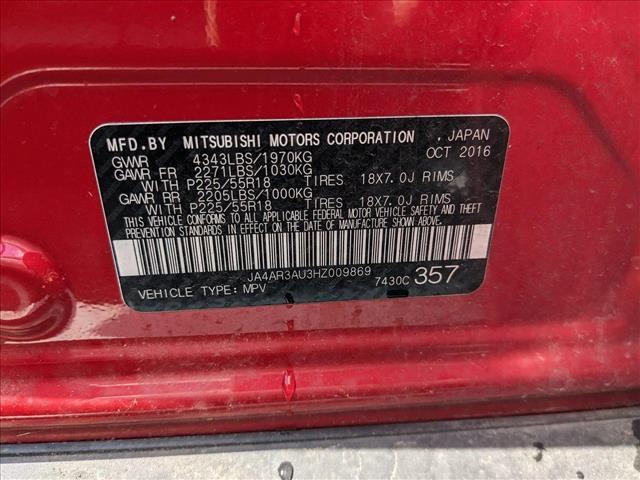 MFD.BY MITSUBISHI MOTORS CORPORATION , JAPAN
GVWR 4343LBS/1970KG OCT 2016
GAWR FR 2271LBS/1030KG
WITH P225/55R18 TIRES 18X7.0J RIMS
GAWR RR 2205LBS/1000KG
WITH P225/55R18 TIRES 18X7.0J RIMS
THIS VEHICLE CONFORMS TO ALL APPLICABLE FEDERAL MOTOR VEHICLE SAFETY AND THEFT
PREVENTION STANDARDS IN EFFECT ON THE DATE OF MANUFACTURE SHOWN ABOVE.
JA4AR3AU3HZ009869
VEHICLE TYPE: MPV 7430C 357